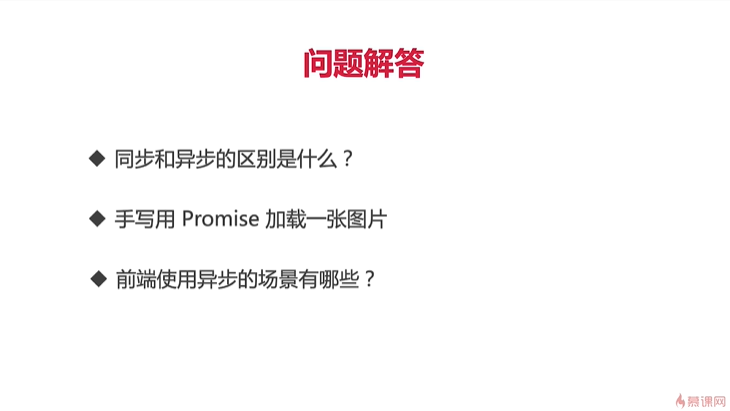 问题解答
◆ 同步和异步的区别是什么？
◆ 手写用 Promise 加载一张图片
◆ 前端使用异步的场景有哪些？
慕课网